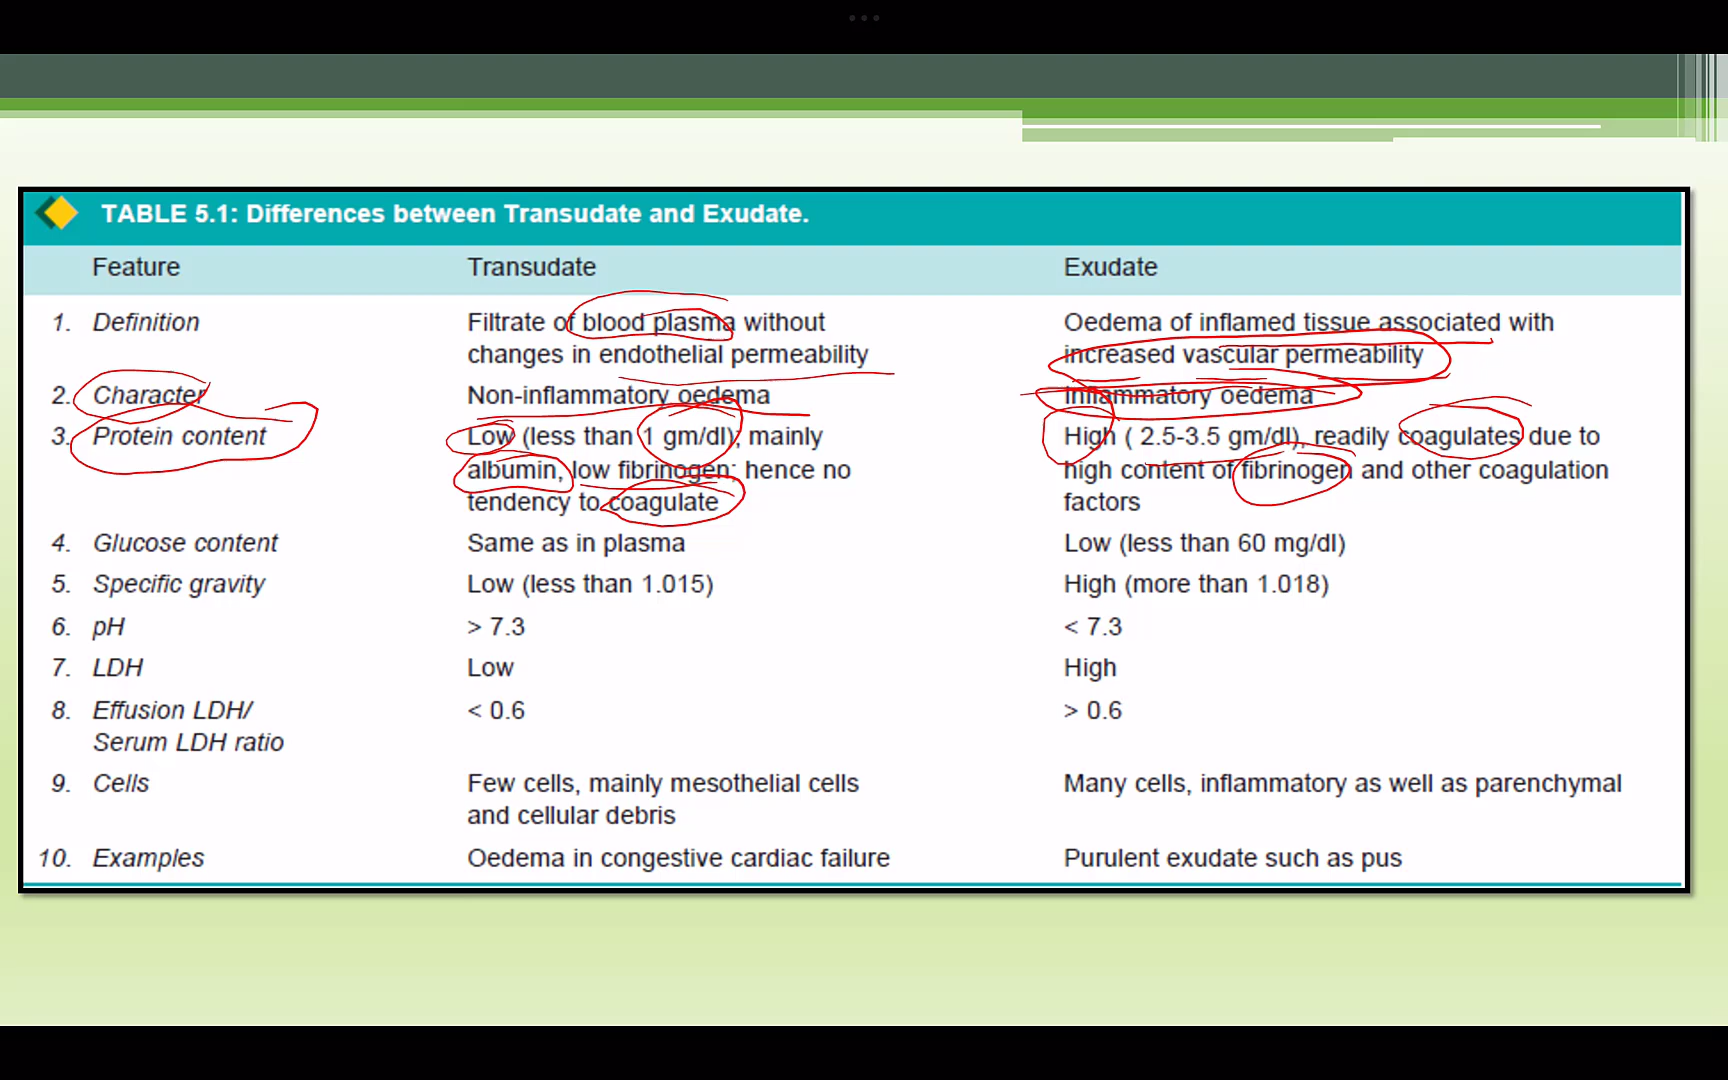 TABLE 5.1: Differences between Transudate and Exudate.
Feature Transudate Exudate
1. Definition Filtrate of blood plasma without Oedema of inflamed tissue associated with
changes in endothelial permeability increased vascular permeability
2. Character Non-inflammatory oedema Inflammatory oedema
3. Protein content Low (less than 1 gm/dl); mainly High ( 2.5-3.5 gm/dl), readily coagulates due to
albumin, low fibrinogen; hence no high content of fibrinogen and other coagulation
tendency to coagulate factors
4. Glucose content Same as in plasma Low (less than 60 mg/dl)
5. Specific gravity Low (less than 1.015) High (more than 1.018)
6. pH > 7.3 < 7.3
7. LDH Low High
8. Effusion LDH/ < 0.6 > 0.6
Serum LDH ratio
9. Cells Few cells, mainly mesothelial cells Many cells, inflammatory as well as parenchymal
and cellular debris
10. Examples Oedema in congestive cardiac failure Purulent exudate such as pus